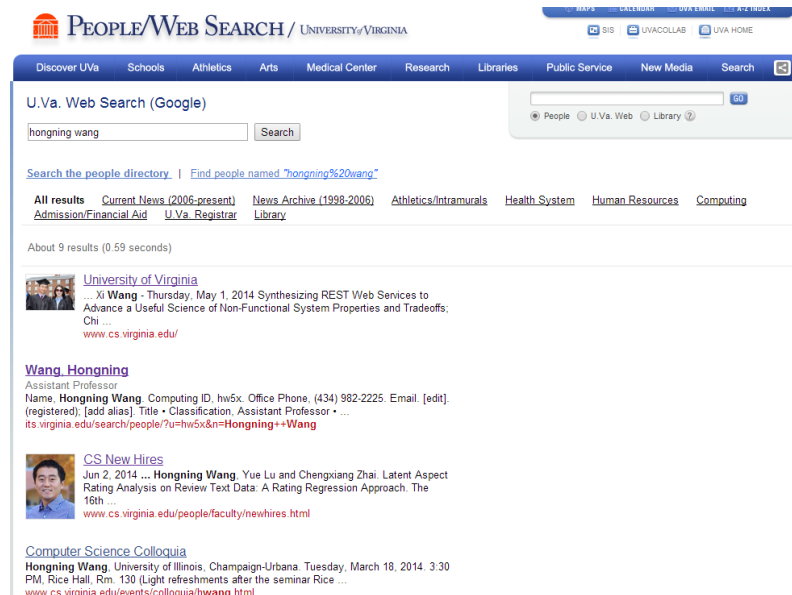 MAPS CALENDAR UVA EMAIL A-Z INDEX
PEOPLE/WEB SEARCH / UNIVERSITY of VIRGINIA
SIS | UVACOLLAB | UVA HOME
Discover UVa Schools Athletics Arts Medical Center Research Libraries Public Service New Media Search
U.Va. Web Search (Google)
GO
People U.Va. Web Library ?
hongning wang Search
Search the people directory | Find people named "hongning%20wang"
All results Current News (2006-present) News Archive (1998-2006) Athletics/Intramurals Health System Human Resources Computing
Admission/Financial Aid U.Va. Registrar Library
About 9 results (0.59 seconds)
University of Virginia
... Xi Wang - Thursday, May 1, 2014 Synthesizing REST Web Services to
Advance a Useful Science of Non-Functional System Properties and Tradeoffs;
Chi ...
www.cs.virginia.edu/
Wang, Hongning
Assistant Professor
Name, Hongning Wang. Computing ID, hw5x. Office Phone, (434) 982-2225. Email. [edit].
(registered); [add alias]. Title • Classification, Assistant Professor • ...
its.virginia.edu/search/people/?u=hw5x&n=Hongning++Wang
CS New Hires
Jun 2, 2014 ... Hongning Wang, Yue Lu and Chengxiang Zhai. Latent Aspect
Rating Analysis on Review Text Data: A Rating Regression Approach. The
16th ...
www.cs.virginia.edu/people/faculty/newhires.html
Computer Science Colloquia
Hongning Wang, University of Illinois, Champaign-Urbana. Tuesday, March 18, 2014. 3:30
PM, Rice Hall, Rm. 130 (Light refreshments after the seminar Rice ...
www.cs.virginia.edu/events/colloquia/hwang.html